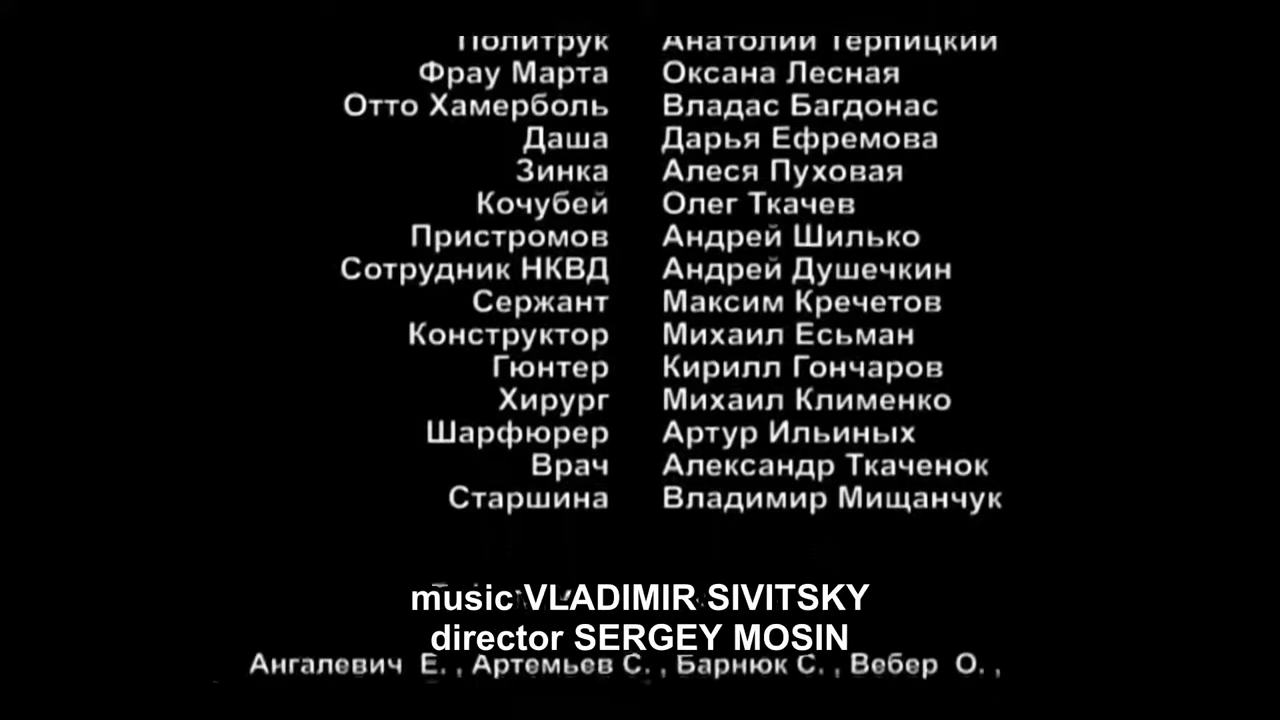 Политрук Анатолий Терпицкий
Фрау Марта Оксана Лесная
Отто Хамерболь Владас Багдонас
Даша Дарья Ефремова
Зинка Алеся Пуховая
Кочубей Олег Ткачев
Пристромов Андрей Шилько
Сотрудник НКВД Андрей Душечкин
Сержант Максим Кречетов
Конструктор Михаил Есьман
Гюнтер Кирилл Гончаров
Хирург Михаил Клименко
Шарфюрер Артур Ильиных
Врач Александр Ткаченок
Старшина Владимир Мищанчук
music VLADIMIR SIVITSKY
director SERGEY MOSIN
Ангалевич Е. , Артемьев С. , Барнюк С. , Вебер О. ,